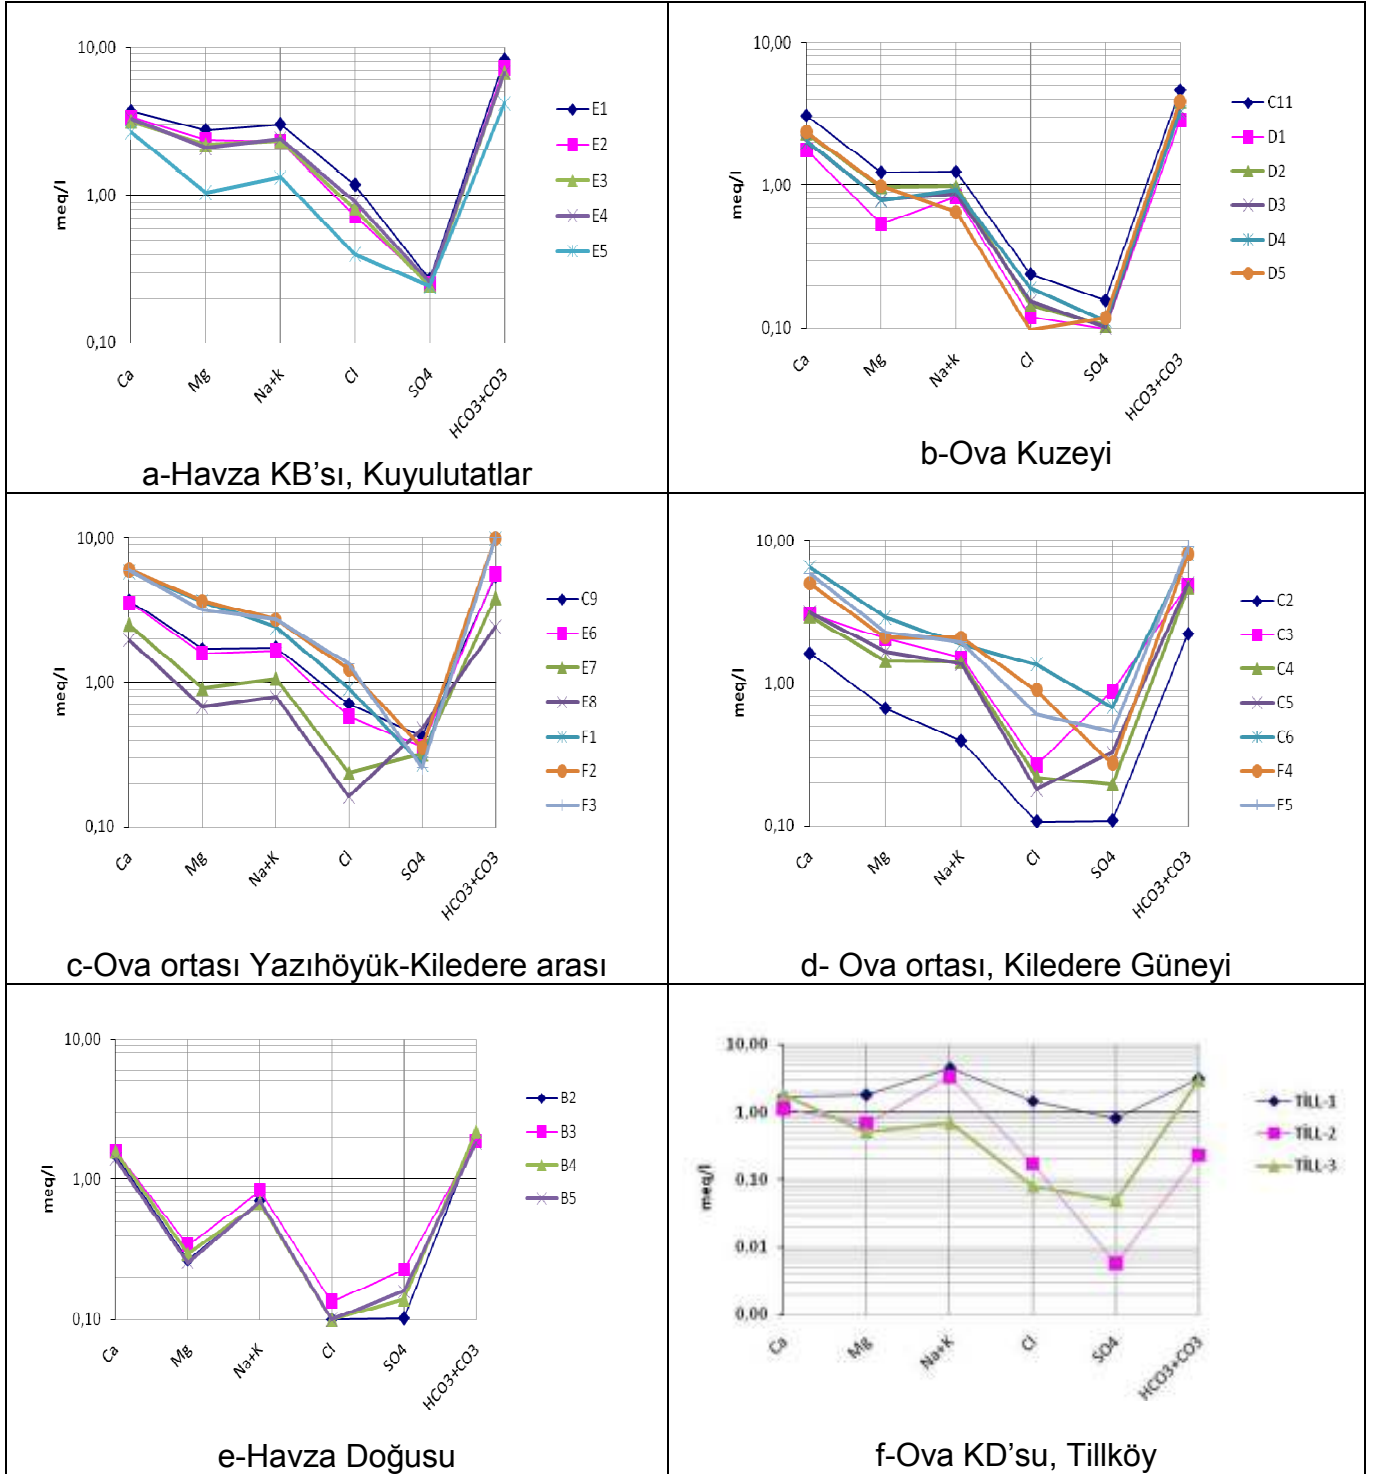 10,00
1,00
0,10
meq/l
Ca
Mg
Na+k
Cl
SO4
HCO3+CO3
E1
E2
E3
E4
E5
a-Havza KB’sı, Kuyulutatlar
10,00
1,00
0,10
meq/l
Ca
Mg
Na+K
Cl
SO4
HCO3+CO3
C11
D1
D2
D3
D4
D5
b-Ova Kuzeyi
10,00
1,00
0,10
meq/l
Ca
Mg
Na+K
Cl
SO4
HCO3+CO3
C9
E6
E7
E8
F1
F2
F3
c-Ova ortası Yazıhöyük-Kiledere arası
10,00
1,00
0,10
meq/l
Ca
Mg
Na+K
Cl
SO4
HCO3+CO3
C2
C3
C4
C5
C6
F4
F5
d- Ova ortası, Kiledere Güneyi
10,00
1,00
0,10
meq/l
Ca
Mg
Na+K
Cl
SO4
HCO3+CO3
B2
B3
B4
B5
e-Havza Doğusu
10.00
1.00
0.10
0.01
0,00
meq/l
Ca
Mg
Na+K
Cl
SO4
HCO3+CO3
TİLL-1
TİLL-2
TİLL-3
f-Ova KD’su, Tillköy